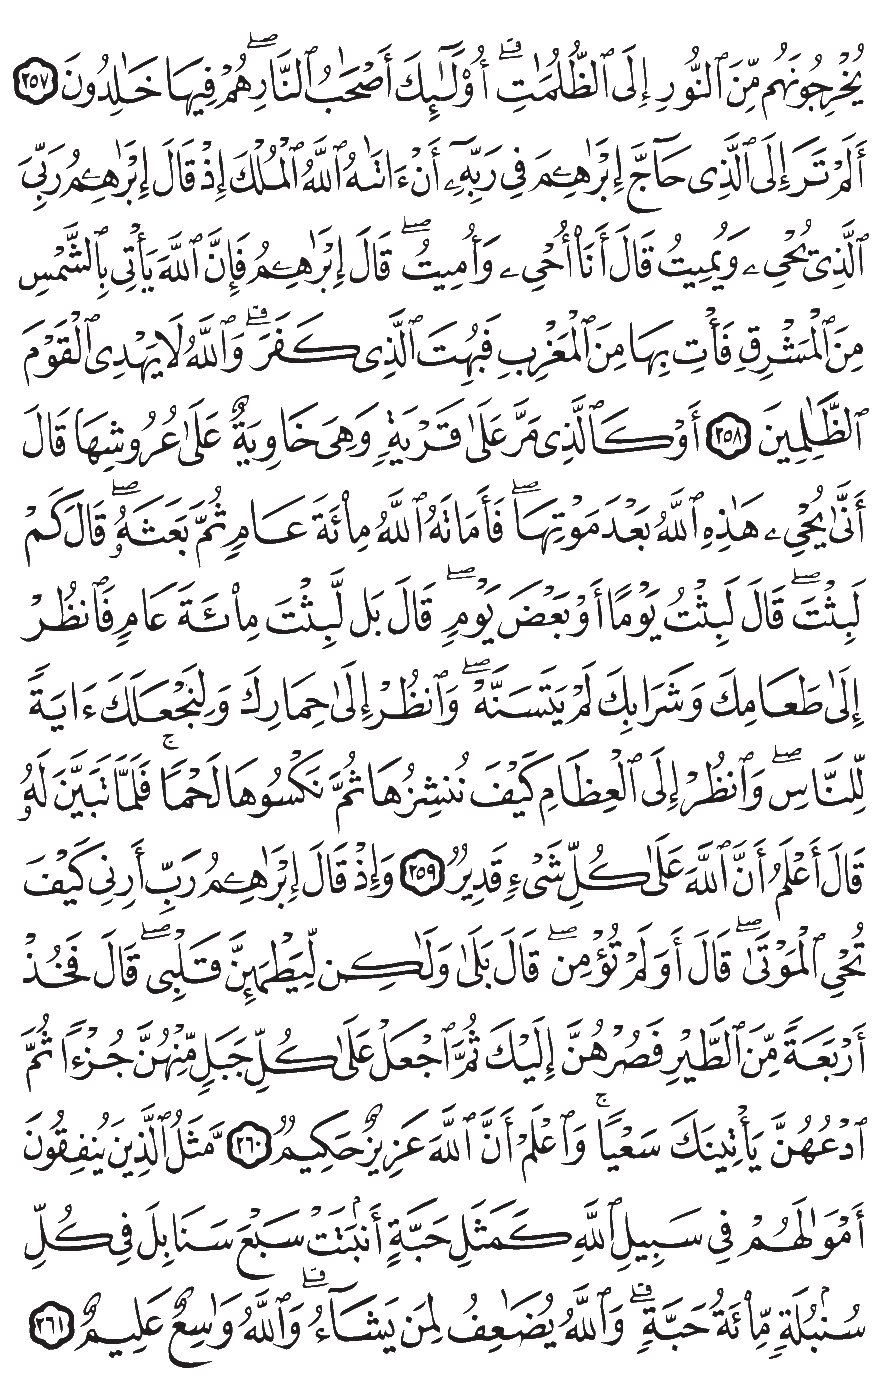 يُخْرِجُونَهُم مِّنَ ٱلنُّورِ إِلَى ٱلظُّلُمَٰتِۗ أُو۟لَٰٓئِكَ أَصْحَٰبُ ٱلنَّارِۖ هُمْ فِيهَا خَٰلِدُونَ ٢٥٧
أَلَمْ تَرَ إِلَى ٱلَّذِى حَآجَّ إِبْرَٰهِۦمَ فِى رَبِّهِۦٓ أَنْ ءَاتَىٰهُ ٱللَّهُ ٱلْمُلْكَ إِذْ قَالَ إِبْرَٰهِۦمُ رَبِّىَ
ٱلَّذِى يُحْىِۦ وَيُمِيتُ قَالَ أَنَا۠ أُحْىِۦ وَأُمِيتُۖ قَالَ إِبْرَٰهِۦمُ فَإِنَّ ٱللَّهَ يَأْتِى بِٱلشَّمْسِ
مِنَ ٱلْمَشْرِقِ فَأْتِ بِهَا مِنَ ٱلْمَغْرِبِ فَبُهِتَ ٱلَّذِى كَفَرَۗ وَٱللَّهُ لَا يَهْدِى ٱلْقَوْمَ
ٱلظَّٰلِمِينَ ٢٥٨ أَوْ كَٱلَّذِى مَرَّ عَلَىٰ قَرْيَةٍ وَهِىَ خَاوِيَةٌ عَلَىٰ عُرُوشِهَا قَالَ
أَنَّىٰ يُحْىِۦ هَٰذِهِ ٱللَّهُ بَعْدَ مَوْتِهَاۖ فَأَمَاتَهُ ٱللَّهُ مِا۟ئَةَ عَامٍ ثُمَّ بَعَثَهُۥۖ قَالَ كَمْ
لَبِثْتَۖ قَالَ لَبِثْتُ يَوْمًا أَوْ بَعْضَ يَوْمٍۖ قَالَ بَل لَّبِثْتَ مِا۟ئَةَ عَامٍ فَٱنظُرْ
إِلَىٰ طَعَامِكَ وَشَرَابِكَ لَمْ يَتَسَنَّهْۖ وَٱنظُرْ إِلَىٰ حِمَارِكَ وَلِنَجْعَلَكَ ءَايَةً
لِّلنَّاسِۖ وَٱنظُرْ إِلَى ٱلْعِظَامِ كَيْفَ نُنشِزُهَا ثُمَّ نَكْسُوهَا لَحْمًاۚ فَلَمَّا تَبَيَّنَ لَهُۥ
قَالَ أَعْلَمُ أَنَّ ٱللَّهَ عَلَىٰ كُلِّ شَىْءٍ قَدِيرٌ ٢٥٩ وَإِذْ قَالَ إِبْرَٰهِۦمُ رَبِّ أَرِنِى كَيْفَ
تُحْىِ ٱلْمَوْتَىٰۖ قَالَ أَوَلَمْ تُؤْمِنۖ قَالَ بَلَىٰ وَلَٰكِن لِّيَطْمَئِنَّ قَلْبِىۖ قَالَ فَخُذْ
أَرْبَعَةً مِّنَ ٱلطَّيْرِ فَصُرْهُنَّ إِلَيْكَ ثُمَّ ٱجْعَلْ عَلَىٰ كُلِّ جَبَلٍ مِّنْهُنَّ جُزْءًا ثُمَّ
ٱدْعُهُنَّ يَأْتِينَكَ سَعْيًاۚ وَٱعْلَمْ أَنَّ ٱللَّهَ عَزِيزٌ حَكِيمٌ ٢٦٠ مَّثَلُ ٱلَّذِينَ يُنفِقُونَ
أَمْوَٰلَهُمْ فِى سَبِيلِ ٱللَّهِ كَمَثَلِ حَبَّةٍ أَنۢبَتَتْ سَبْعَ سَنَابِلَ فِى كُلِّ
سُنۢبُلَةٍ مِّا۟ئَةُ حَبَّةٍۗ وَٱللَّهُ يُضَٰعِفُ لِمَن يَشَآءُۗ وَٱللَّهُ وَٰسِعٌ عَلِيمٌ ٢٦١